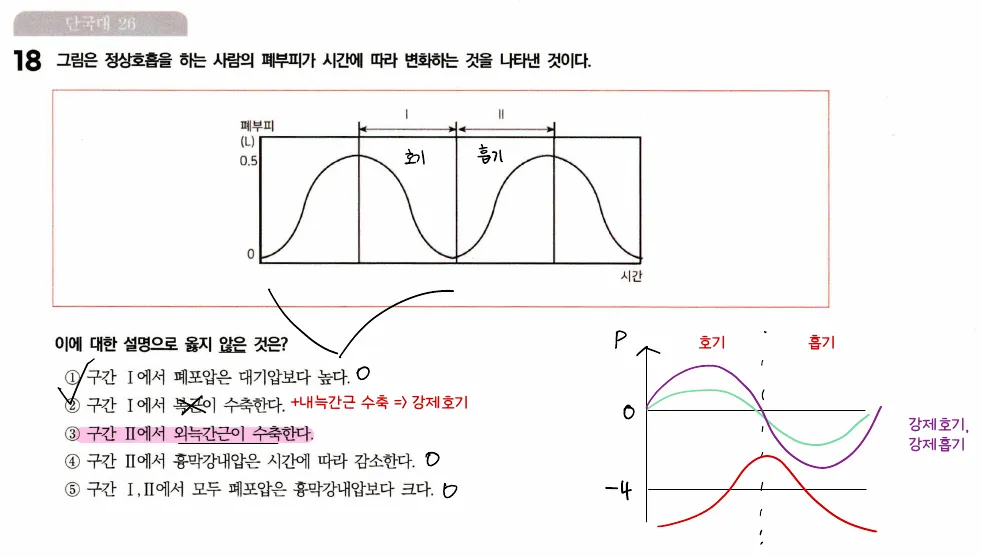 단국대 26
18 그림은 정상호흡을 하는 사람의 폐부피가 시간에 따라 변화하는 것을 나타낸 것이다.
폐부피
(L)
I
II
0.5
호기
흡기
0
시간
이에 대한 설명으로 옳지 않은 것은?
① 구간 I에서 폐포압은 대기압보다 높다. O
② 구간 I에서 복근이 수축한다. +내늑간근 수축 => 강제호기
③ 구간 II에서 외늑간근이 수축한다.
④ 구간 II에서 흉막강내압은 시간에 따라 감소한다. O
⑤ 구간 I, II에서 모두 폐포압은 흉막강내압보다 크다. O
P
호기
흡기
0
강제호기,
강제흡기
-4